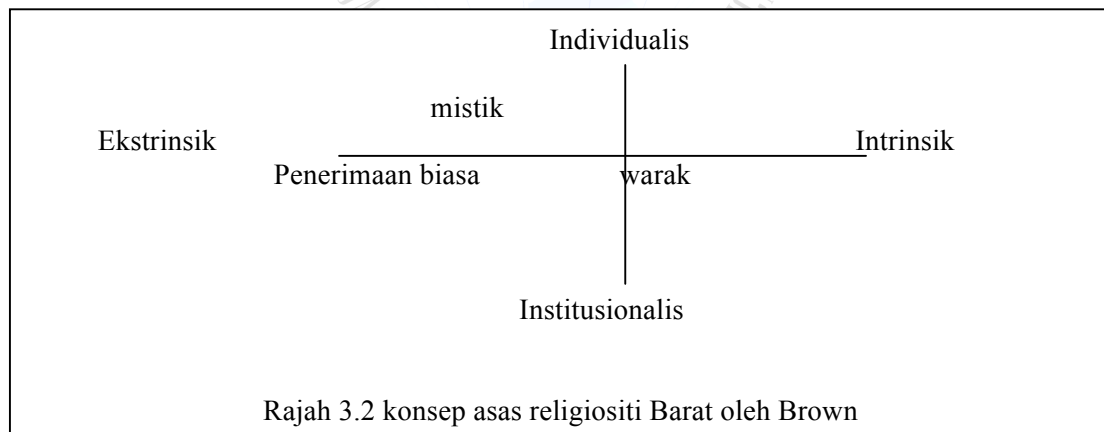 Individualis
mistik
Ekstrinsik Intrinsik
Penerimaan biasa warak
Institusionalis
Rajah 3.2 konsep asas religiositi Barat oleh Brown